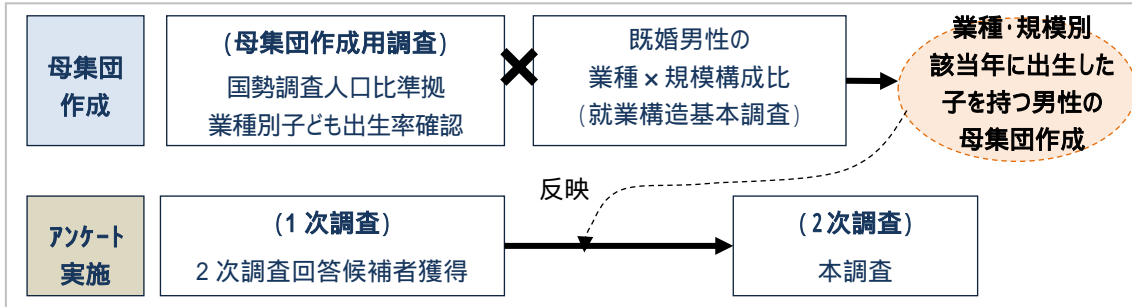 母集団
作成
(母集団作成用調査)
国勢調査人口比準拠
業種別子ども出生率確認
×
既婚男性の
業種×規模構成比
(就業構造基本調査)
業種･規模別
該当年に出生した
子を持つ男性の
母集団作成
反映
アンケート
実施
(1次調査)
2次調査回答候補者獲得
(2次調査)
本調査